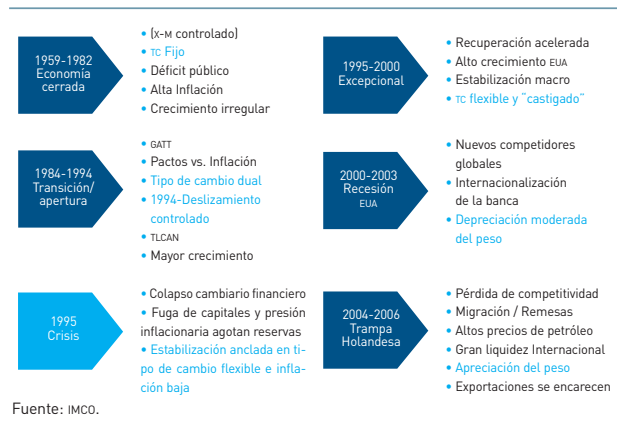 1959-1982
Economía
cerrada
• (X-M controlado)
• TC Fijo
• Déficit público
• Alta Inflación
• Crecimiento irregular
1984-1994
Transición/
apertura
• GATT
• Pactos vs. Inflación
• Tipo de cambio dual
• 1994-Deslizamiento
controlado
• TLCAN
• Mayor crecimiento
1995
Crisis
• Colapso cambiario financiero
• Fuga de capitales y presión
inflacionaria agotan reservas
• Estabilización anclada en ti-
po de cambio flexible e infla-
ción baja
1995-2000
Excepcional
• Recuperación acelerada
• Alto crecimiento EUA
• Estabilización macro
• TC flexible y “castigado”
2000-2003
Recesión
EUA
• Nuevos competidores
globales
• Internacionalización
de la banca
• Depreciación moderada
del peso
2004-2006
Trampa
Holandesa
• Pérdida de competitividad
• Migración / Remesas
• Altos precios de petróleo
• Gran liquidez Internacional
• Apreciación del peso
• Exportaciones se encarecen
Fuente: IMCO.